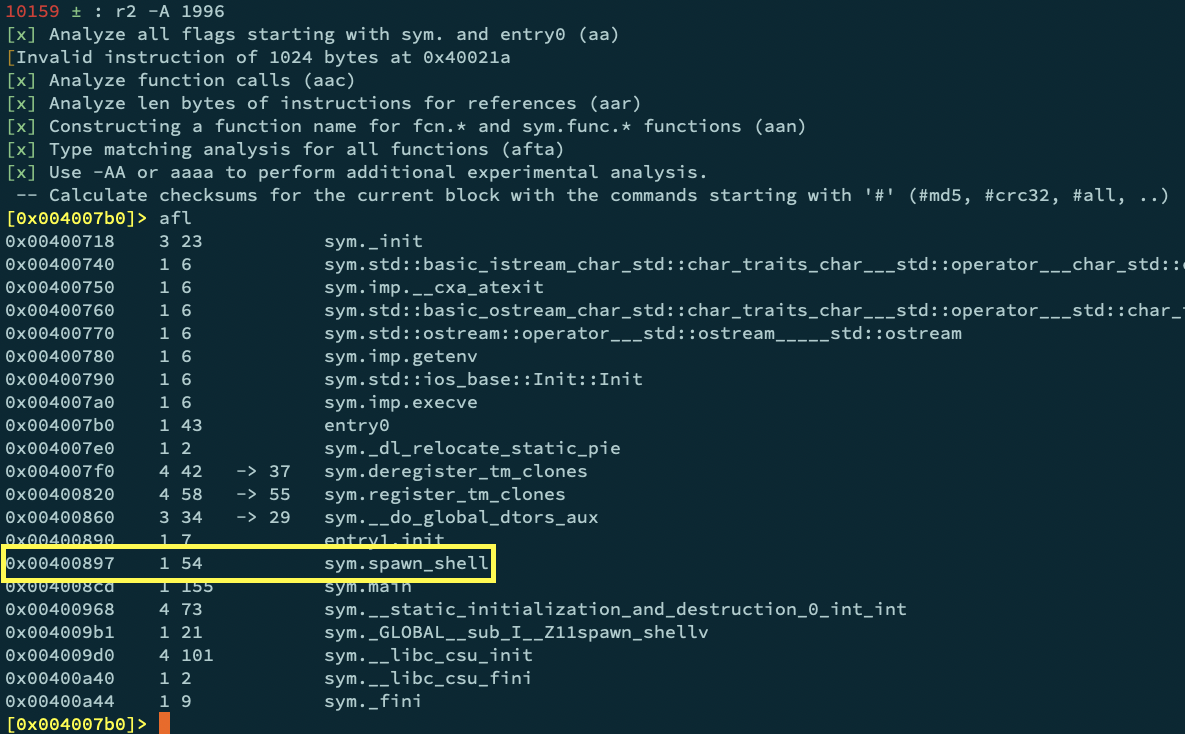 10159 ± : r2 -A 1996
[x] Analyze all flags starting with sym. and entry0 (aa)
[Invalid instruction of 1024 bytes at 0x40021a
[x] Analyze function calls (aac)
[x] Analyze len bytes of instructions for references (aar)
[x] Constructing a function name for fcn.* and sym.func.* functions (aan)
[x] Type matching analysis for all functions (afta)
[x] Use -AA or aaaa to perform additional experimental analysis.
 -- Calculate checksums for the current block with the commands starting with '#' (#md5, #crc32, #all, ..)
[0x004007b0]> afl
0x00400718    3 23           sym._init
0x00400740    1 6            sym.std::basic_istream_char_std::char_traits_char___std::operator___char_std::
0x00400750    1 6            sym.imp.__cxa_atexit
0x00400760    1 6            sym.std::basic_ostream_char_std::char_traits_char___std::operator___std::char_
0x00400770    1 6            sym.std::ostream::operator___std::ostream_____std::ostream
0x00400780    1 6            sym.imp.getenv
0x00400790    1 6            sym.std::ios_base::Init::Init
0x004007a0    1 6            sym.imp.execve
0x004007b0    1 43           entry0
0x004007e0    1 2            sym._dl_relocate_static_pie
0x004007f0    4 42   -> 37   sym.deregister_tm_clones
0x00400820    4 58   -> 55   sym.register_tm_clones
0x00400860    3 34   -> 29   sym.__do_global_dtors_aux
0x00400890    1 7            entry1.init
0x00400897    1 54           sym.spawn_shell
0x004008cd    1 155          sym.main
0x00400968    4 73           sym.__static_initialization_and_destruction_0_int_int
0x004009b1    1 21           sym._GLOBAL__sub_I__Z11spawn_shellv
0x004009d0    4 101          sym.__libc_csu_init
0x00400a40    1 2            sym.__libc_csu_fini
0x00400a44    1 9            sym._fini
[0x004007b0]>